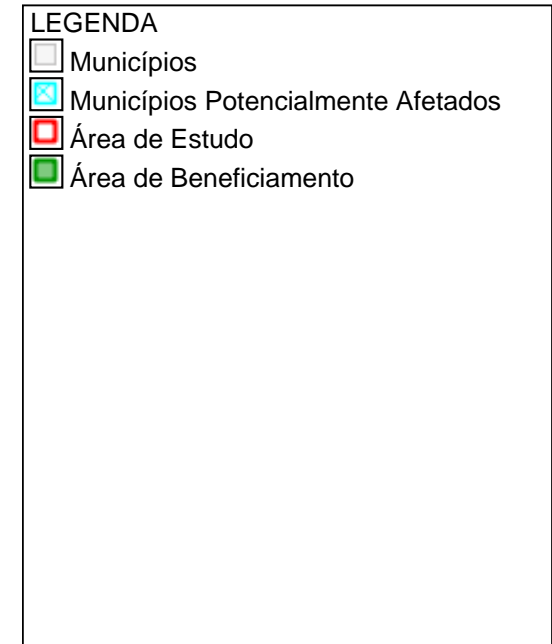 LEGENDA
Municípios
Municípios Potencialmente Afetados
Área de Estudo
Área de Beneficiamento